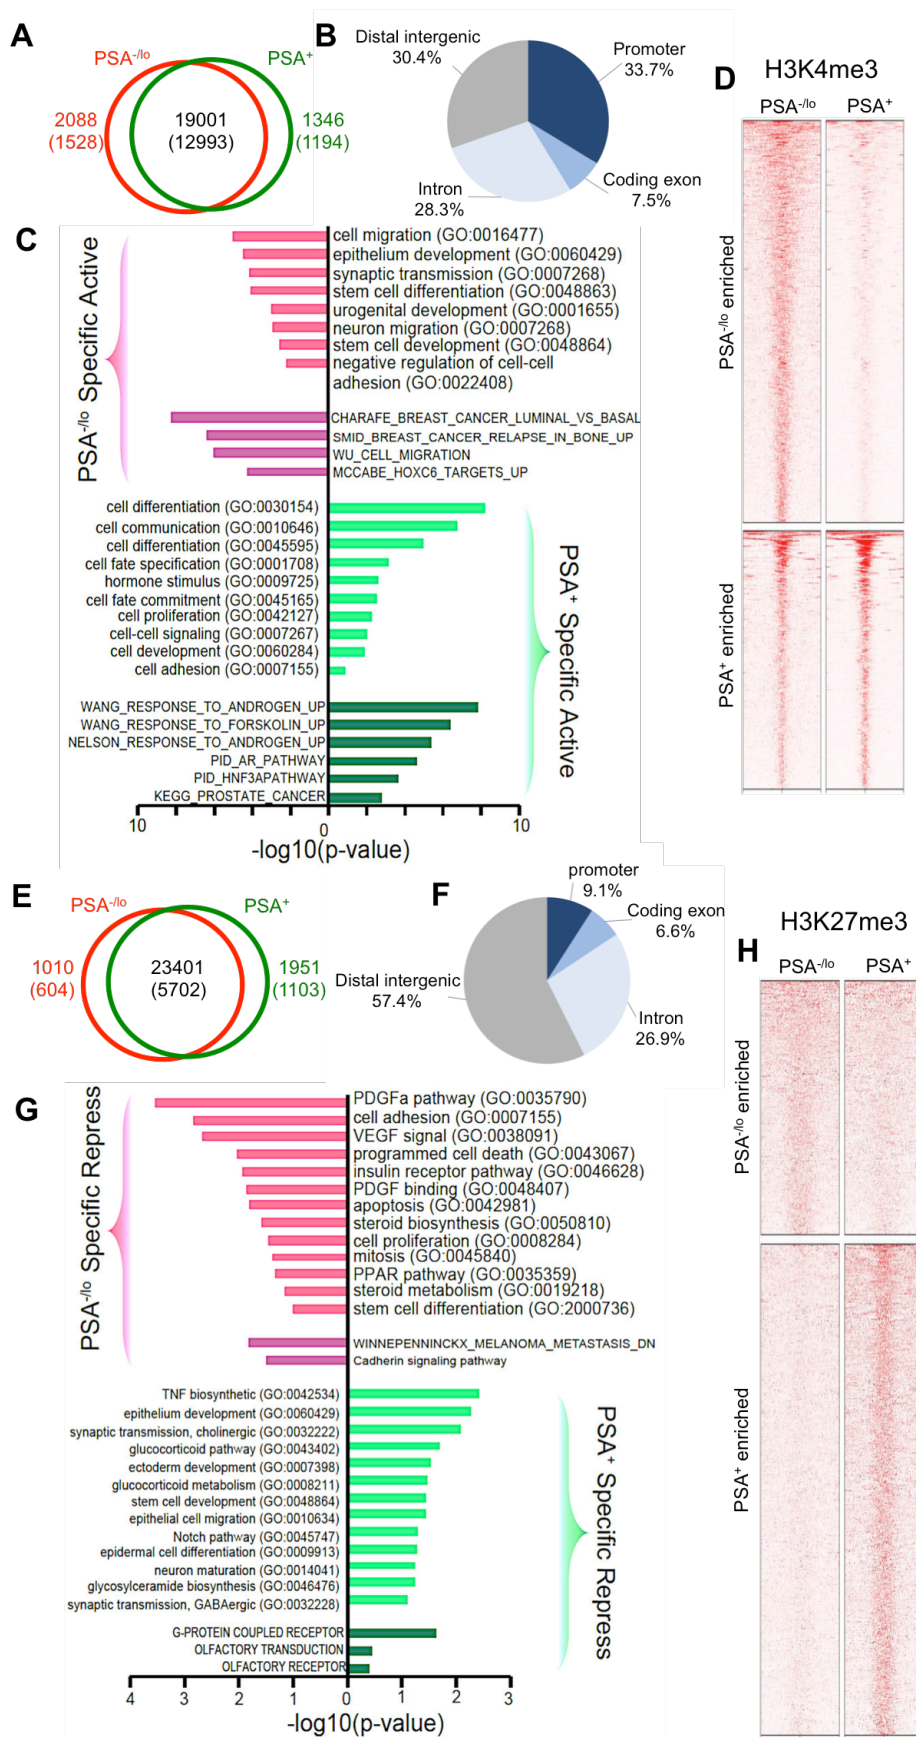 A
PSA-/lo
PSA+
2088
(1528)
19001
(12993)
1346
(1194)
B
Distal intergenic
30.4%
Promoter
33.7%
Intron
28.3%
Coding exon
7.5%
C
PSA-/lo Specific Active
cell migration (GO:0016477)
epithelium development (GO:0060429)
synaptic transmission (GO:0007268)
stem cell differentiation (GO:0048863)
urogenital development (GO:0001655)
neuron migration (GO:0007268)
stem cell development (GO:0048864)
negative regulation of cell-cell
adhesion (GO:0022408)
CHARAFE_BREAST_CANCER_LUMINAL_VS_BASAL
SMID_BREAST_CANCER_RELAPSE_IN_BONE_UP
WU_CELL_MIGRATION
MCCABE_HOXC6_TARGETS_UP
cell differentiation (GO:0030154)
cell communication (GO:0010646)
cell differentiation (GO:0045595)
cell fate specification (GO:0001708)
hormone stimulus (GO:0009725)
cell fate commitment (GO:0045165)
cell proliferation (GO:0042127)
cell-cell signaling (GO:0007267)
cell development (GO:0060284)
cell adhesion (GO:0007155)
WANG_RESPONSE_TO_ANDROGEN_UP
WANG_RESPONSE_TO_FORSKOLIN_UP
NELSON_RESPONSE_TO_ANDROGEN_UP
PID_AR_PATHWAY
PID_HNF3APATHWAY
KEGG_PROSTATE_CANCER
PSA+ Specific Active
10 0 10
-log10(p-value)
D
H3K4me3
PSA-/lo PSA+
PSA-/lo enriched
PSA+ enriched
E
PSA-/lo
PSA+
1010
(604)
23401
(5702)
1951
(1103)
F
promoter
9.1%
Coding exon
6.6%
Distal intergenic
57.4%
Intron
26.9%
G
PSA-/lo Specific Repress
PDGFa pathway (GO:0035790)
cell adhesion (GO:0007155)
VEGF signal (GO:0038091)
programmed cell death (GO:0043067)
insulin receptor pathway (GO:0046628)
PDGF binding (GO:0048407)
apoptosis (GO:0042981)
steroid biosynthesis (GO:0050810)
cell proliferation (GO:0008284)
mitosis (GO:0045840)
PPAR pathway (GO:0035359)
steroid metabolism (GO:0019218)
stem cell differentiation (GO:2000736)
WINNEPENNINCKX_MELANOMA_METASTASIS_DN
Cadherin signaling pathway
TNF biosynthetic (GO:0042534)
epithelium development (GO:0060429)
synaptic transmission, cholinergic (GO:0032222)
glucocorticoid pathway (GO:0043402)
ectoderm development (GO:0007398)
glucocorticoid metabolism (GO:0008211)
stem cell development (GO:0048864)
epithelial cell migration (GO:0010634)
Notch pathway (GO:0045747)
epidermal cell differentiation (GO:0009913)
neuron maturation (GO:0014041)
glycosylceramide biosynthesis (GO:0046476)
synaptic transmission, GABAergic (GO:0032228)
G-PROTEIN COUPLED RECEPTOR
OLFACTORY TRANSDUCTION
OLFACTORY RECEPTOR
PSA+ Specific Repress
4 3 2 1 0 1 2 3
-log10(p-value)
H
H3K27me3
PSA-/lo PSA+
PSA-/lo enriched
PSA+ enriched